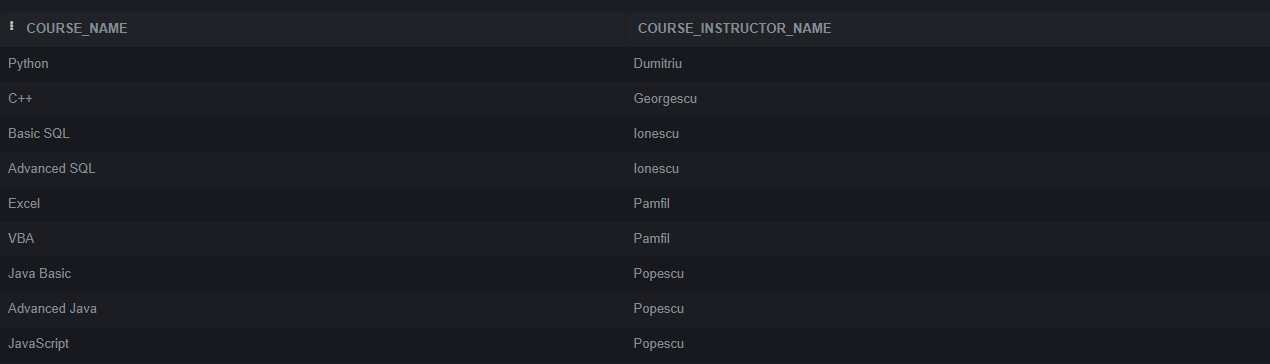 COURSE_NAME COURSE_INSTRUCTOR_NAME
Python Dumitriu
C++ Georgescu
Basic SQL Ionescu
Advanced SQL Ionescu
Excel Pamfil
VBA Pamfil
Java Basic Popescu
Advanced Java Popescu
JavaScript Popescu